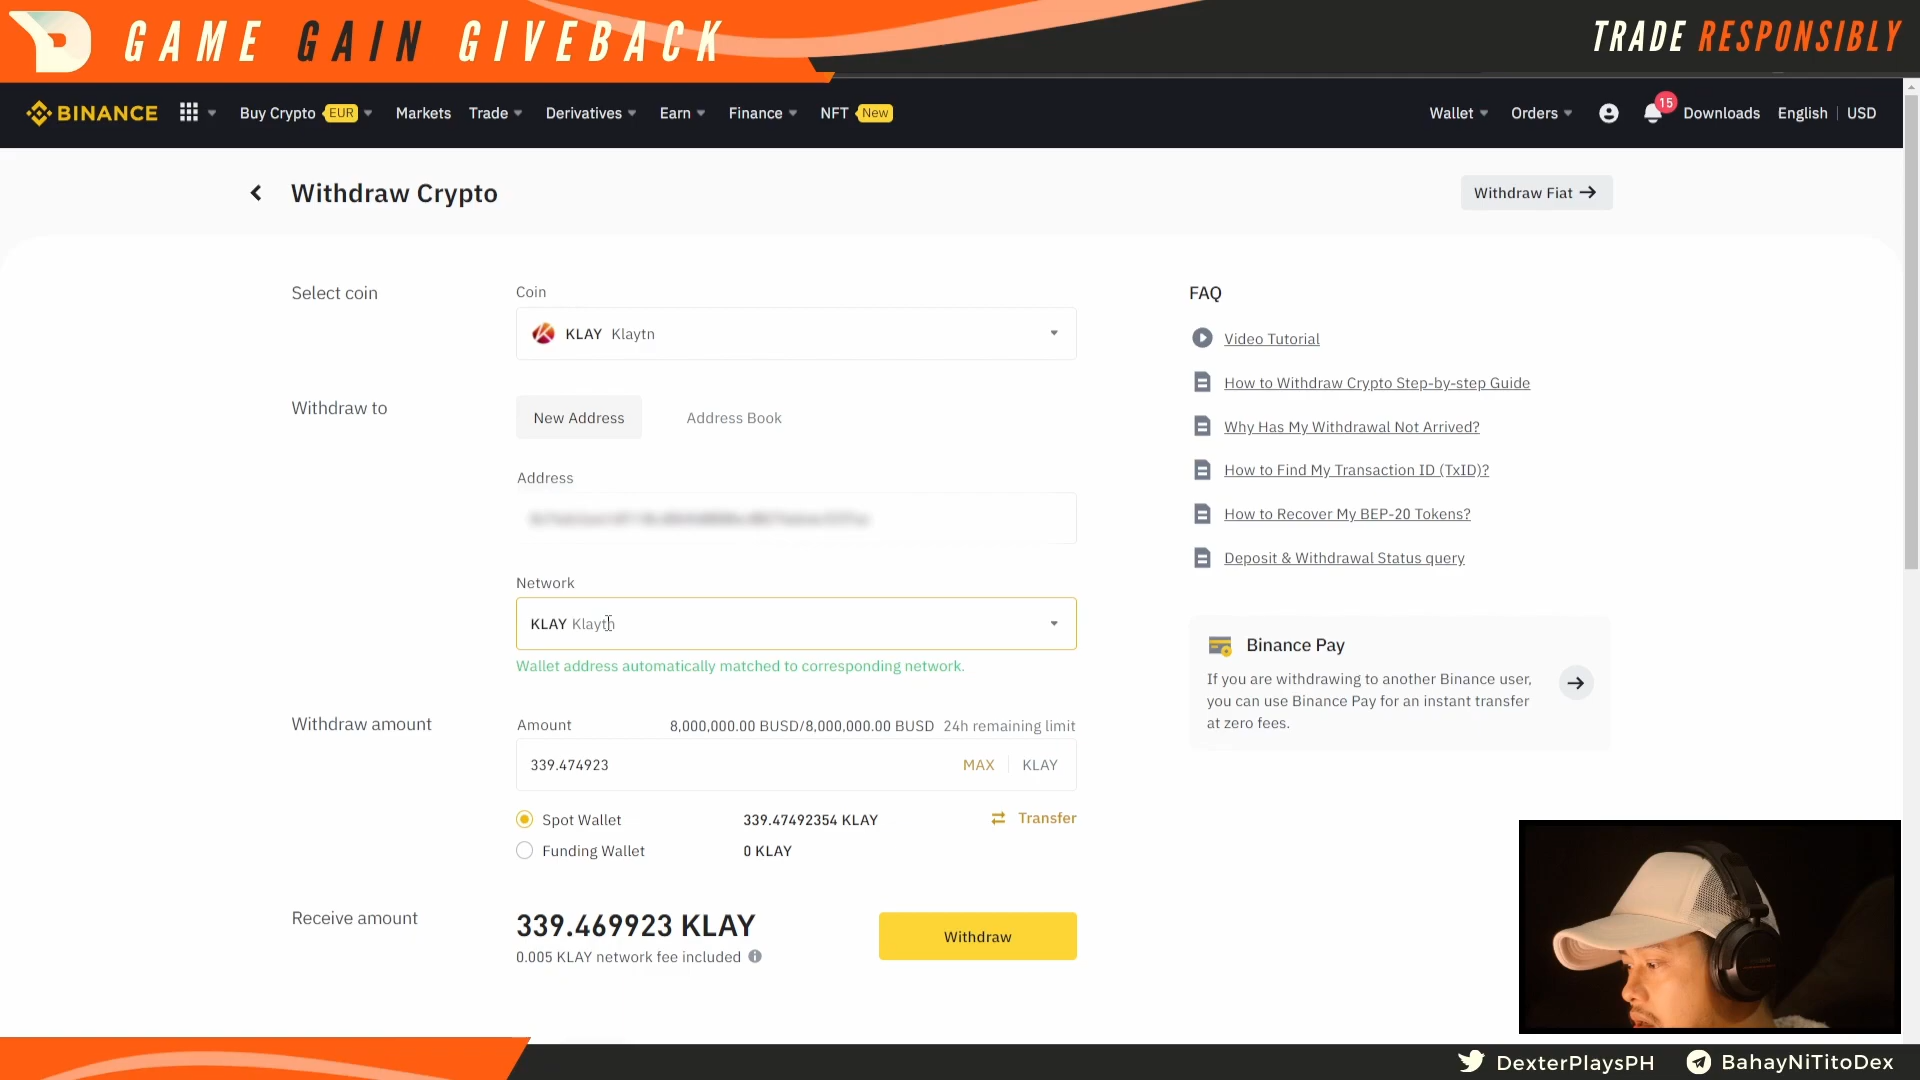 GAME GAIN GIVEBACK
TRADE RESPONSIBLY
BINANCE
Buy Crypto EUR
Markets
Trade
Derivatives
Earn
Finance
NFT New
Wallet
Orders
15
Downloads
English
USD
Withdraw Crypto
Withdraw Fiat
Select coin
Coin
KLAY Klaytn
Withdraw to
New Address
Address Book
Address
Network
KLAY Klaytn
Wallet address automatically matched to corresponding network.
Withdraw amount
Amount
8,000,000.00 BUSD/8,000,000.00 BUSD 24h remaining limit
339.474923
MAX
KLAY
Spot Wallet
339.47492354 KLAY
Transfer
Funding Wallet
0 KLAY
Receive amount
339.469923 KLAY
0.005 KLAY network fee included
Withdraw
FAQ
Video Tutorial
How to Withdraw Crypto Step-by-step Guide
Why Has My Withdrawal Not Arrived?
How to Find My Transaction ID (TxID)?
How to Recover My BEP-20 Tokens?
Deposit & Withdrawal Status query
Binance Pay
If you are withdrawing to another Binance user,
you can use Binance Pay for an instant transfer
at zero fees.
DexterPlaysPH
BahayNiTitoDex